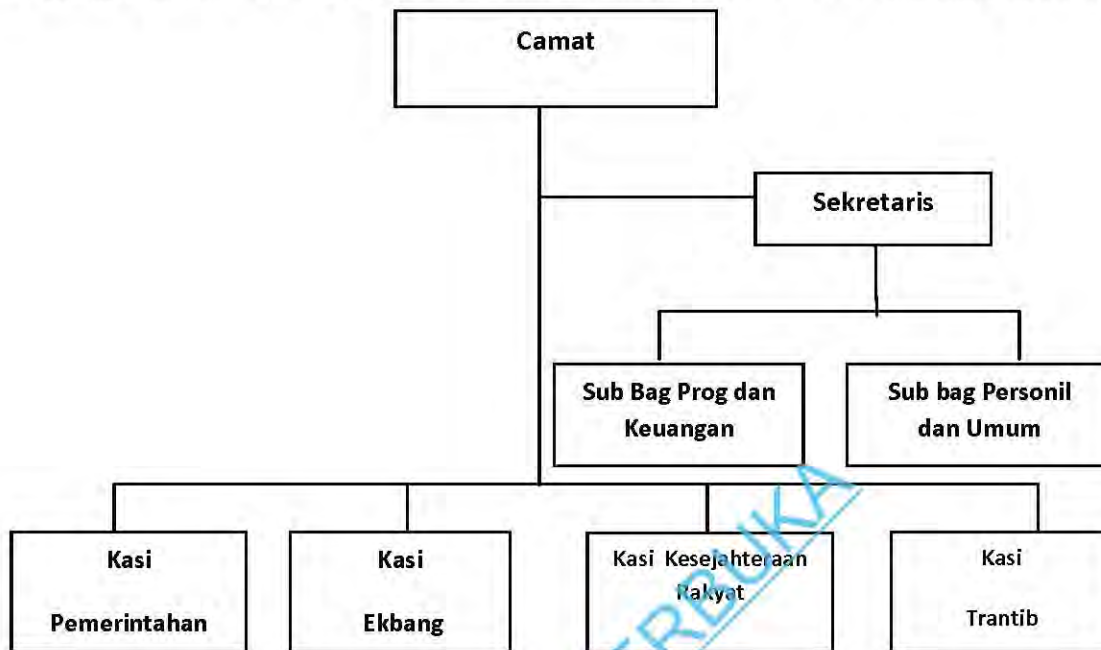 Camat
Sekretaris
Sub Bag Prog dan
Keuangan
Sub bag Personil
dan Umum
Kasi
Pemerintahan
Kasi
Ekbang
Kasi Kesejahteraan
Rakyat
Kasi
Trantib
ERBUKA